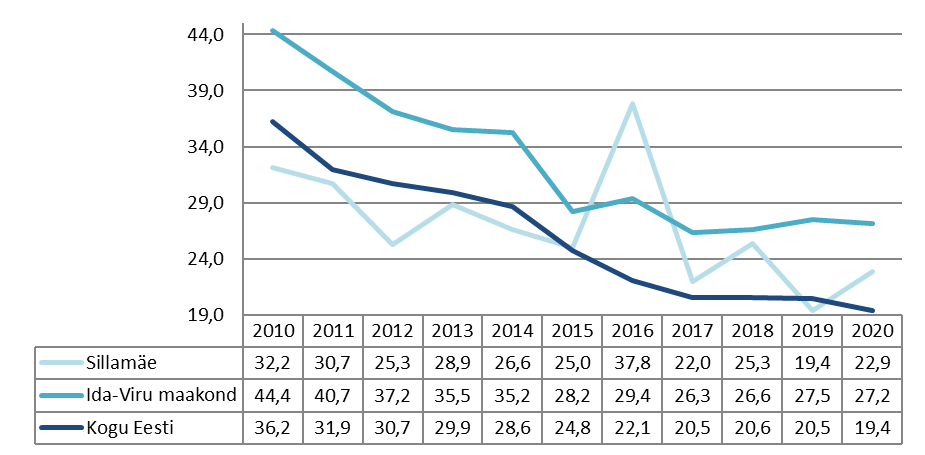 44,0
39,0
34,0
29,0
24,0
19,0
2010 2011 2012 2013 2014 2015 2016 2017 2018 2019 2020
Sillamäe 32,2 30,7 25,3 28,9 26,6 25,0 37,8 22,0 25,3 19,4 22,9
Ida-Viru maakond 44,4 40,7 37,2 35,5 35,2 28,2 29,4 26,3 26,6 27,5 27,2
Kogu Eesti 36,2 31,9 30,7 29,9 28,6 24,8 22,1 20,5 20,6 20,5 19,4